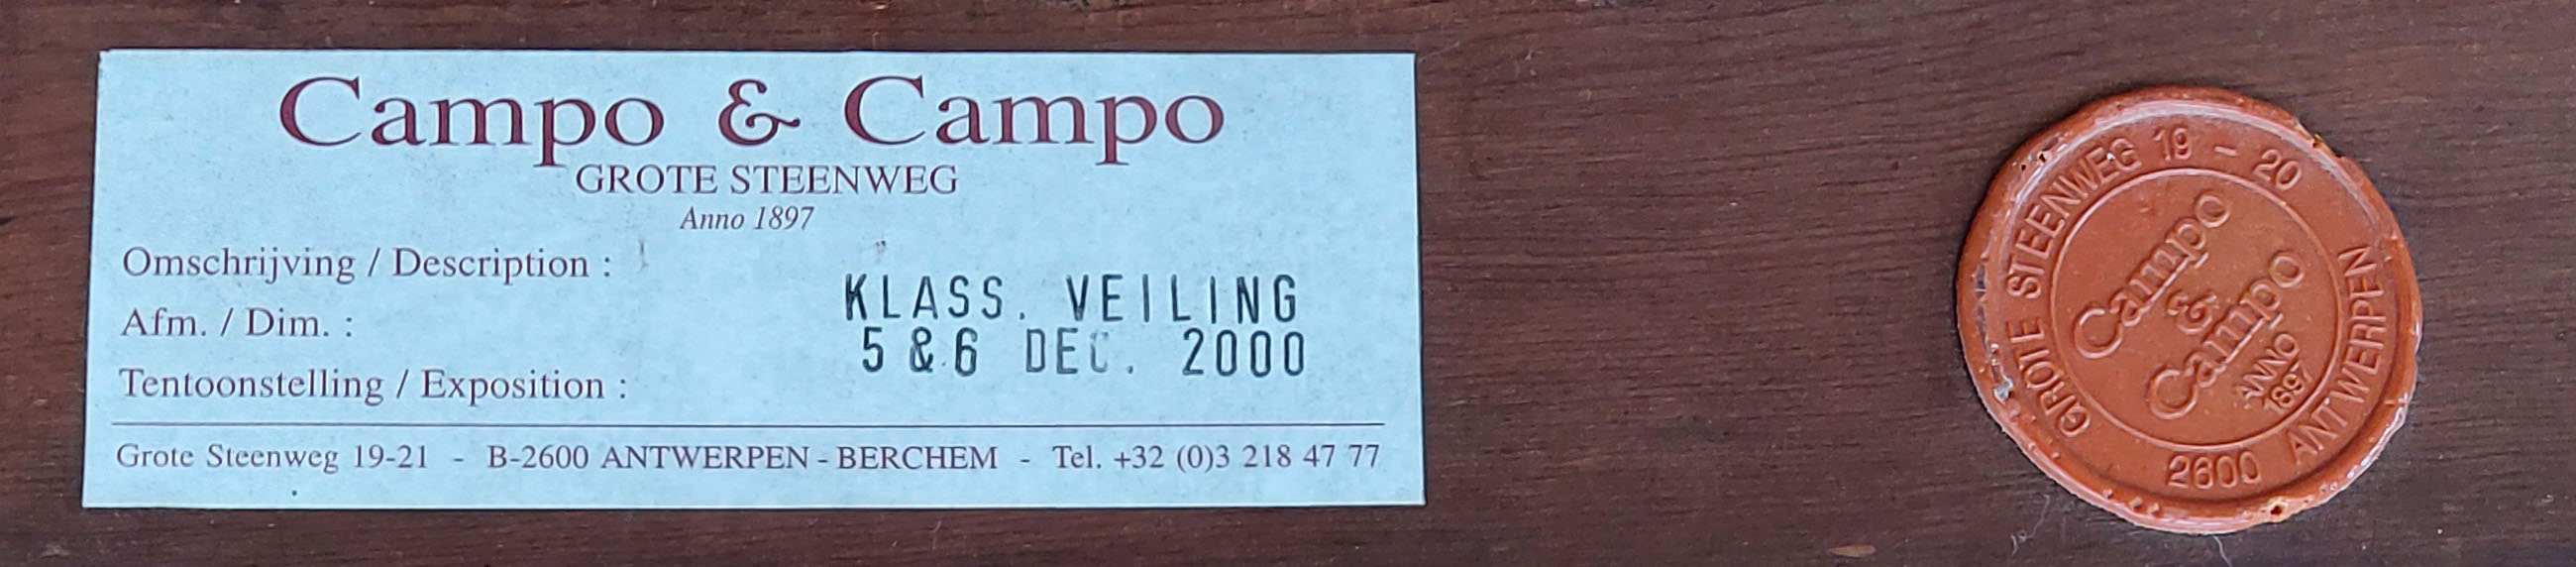 Campo & Campo
GROTE STEENWEG
Anno 1897
Omschrijving / Description :
Afm. / Dim. :
Tentoonstelling / Exposition :
KLASS. VEILING
5 & 6 DEC. 2000
Grote Steenweg 19-21 - B-2600 ANTWERPEN - BERCHEM - Tel. +32 (0)3 218 47 77
GROTE STEENWEG 19 - 20
Campo
&
Campo
ANNO
1897
2600 ANTWERPEN